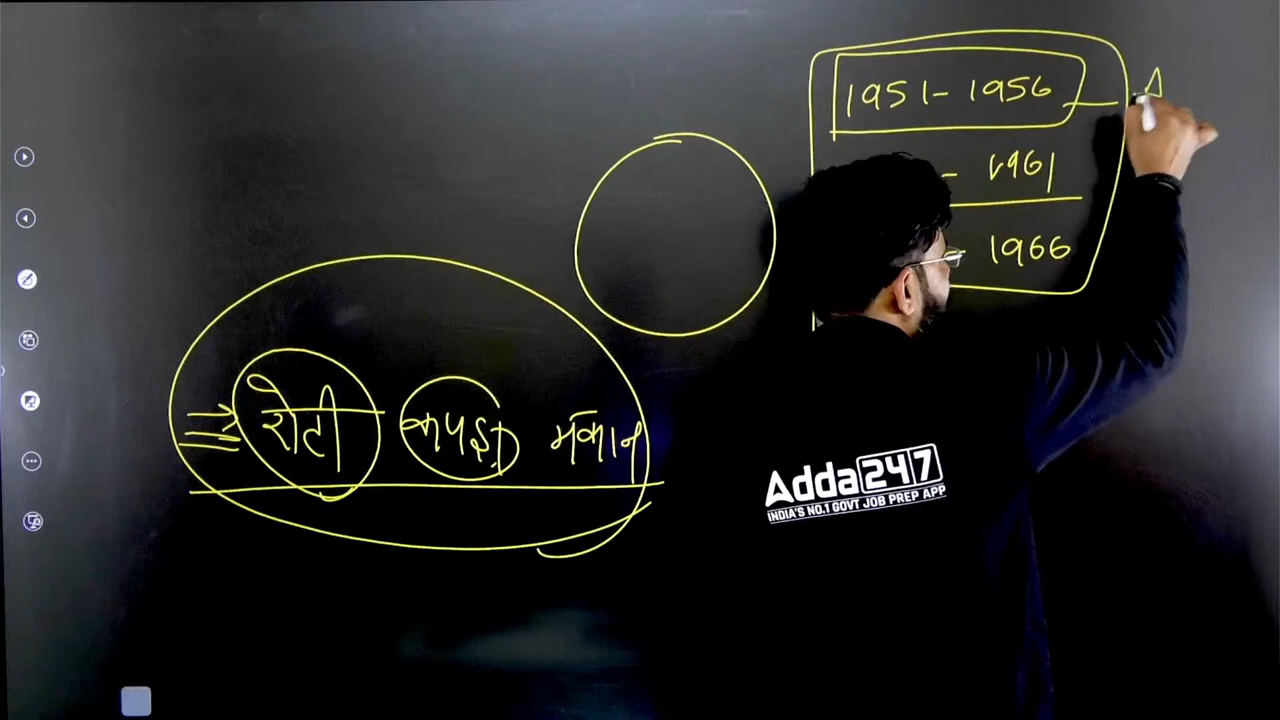 1951- 1956 —
- 1961
- 1966
रोटी कपड़ा मकान
Adda247
INDIA'S NO.1 GOVT JOB PREP APP